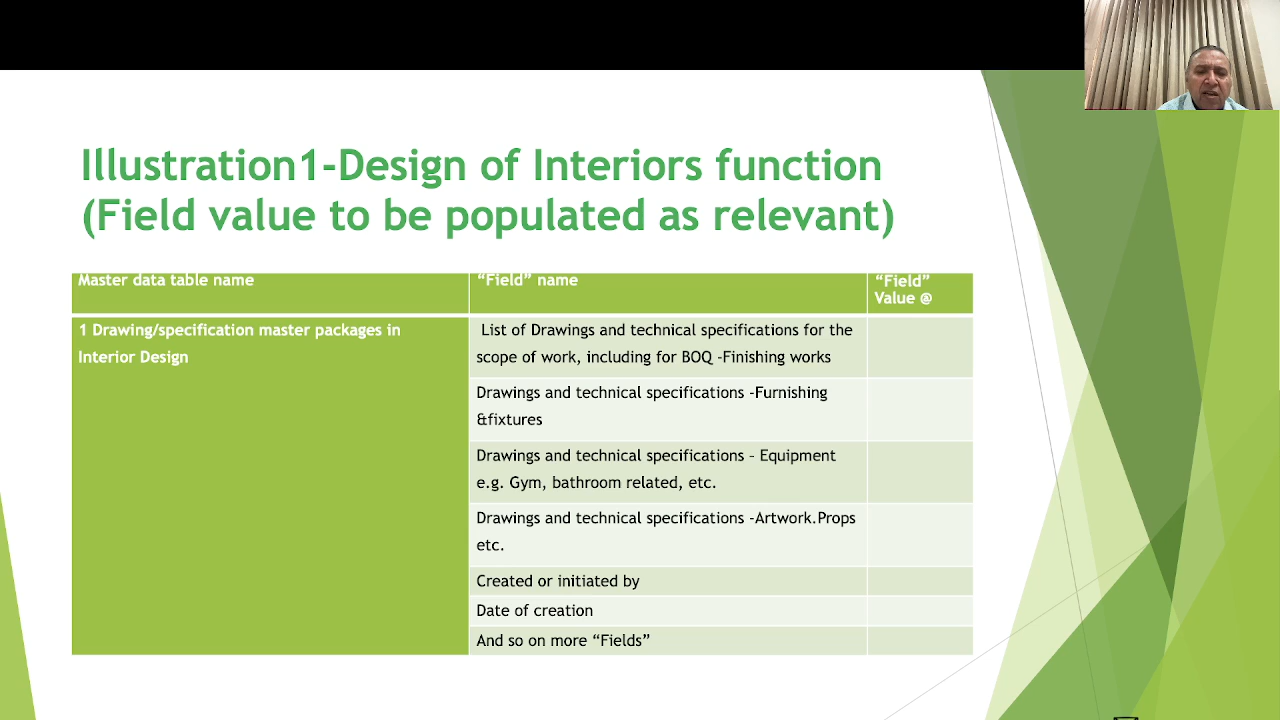 Illustration1-Design of Interiors function
(Field value to be populated as relevant)
Master data table name
“Field” name
“Field”
Value @
1 Drawing/specification master packages in
Interior Design
List of Drawings and technical specifications for the
scope of work, including for BOQ -Finishing works
Drawings and technical specifications -Furnishing
&fixtures
Drawings and technical specifications – Equipment
e.g. Gym, bathroom related, etc.
Drawings and technical specifications -Artwork.Props
etc.
Created or initiated by
Date of creation
And so on more “Fields”